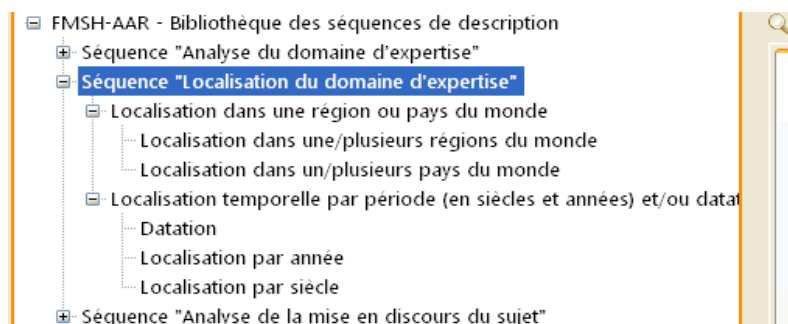 FMSH-AAR - Bibliothèque des séquences de description
Séquence "Analyse du domaine d'expertise"
Séquence "Localisation du domaine d'expertise"
Localisation dans une région ou pays du monde
Localisation dans une/plusieurs régions du monde
Localisation dans un/plusieurs pays du monde
Localisation temporelle par période (en siècles et années) et/ou datat
Datation
Localisation par année
Localisation par siècle
Séquence "Analyse de la mise en discours du sujet"